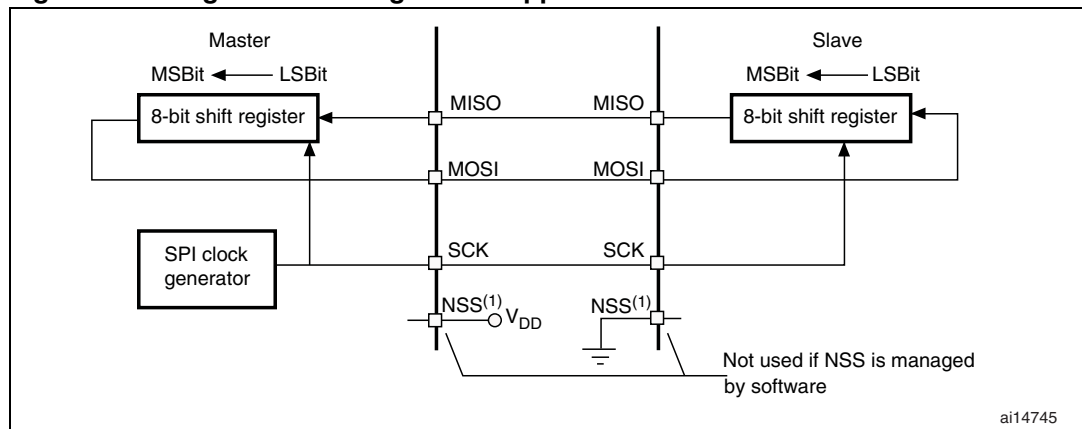 Master
MSBit LSBit
8-bit shift register
SPI clock
generator
MISO
MOSI
SCK
NSS(1)
VDD
Slave
MSBit LSBit
8-bit shift register
MISO
MOSI
SCK
NSS(1)
Not used if NSS is managed
by software
ai14745